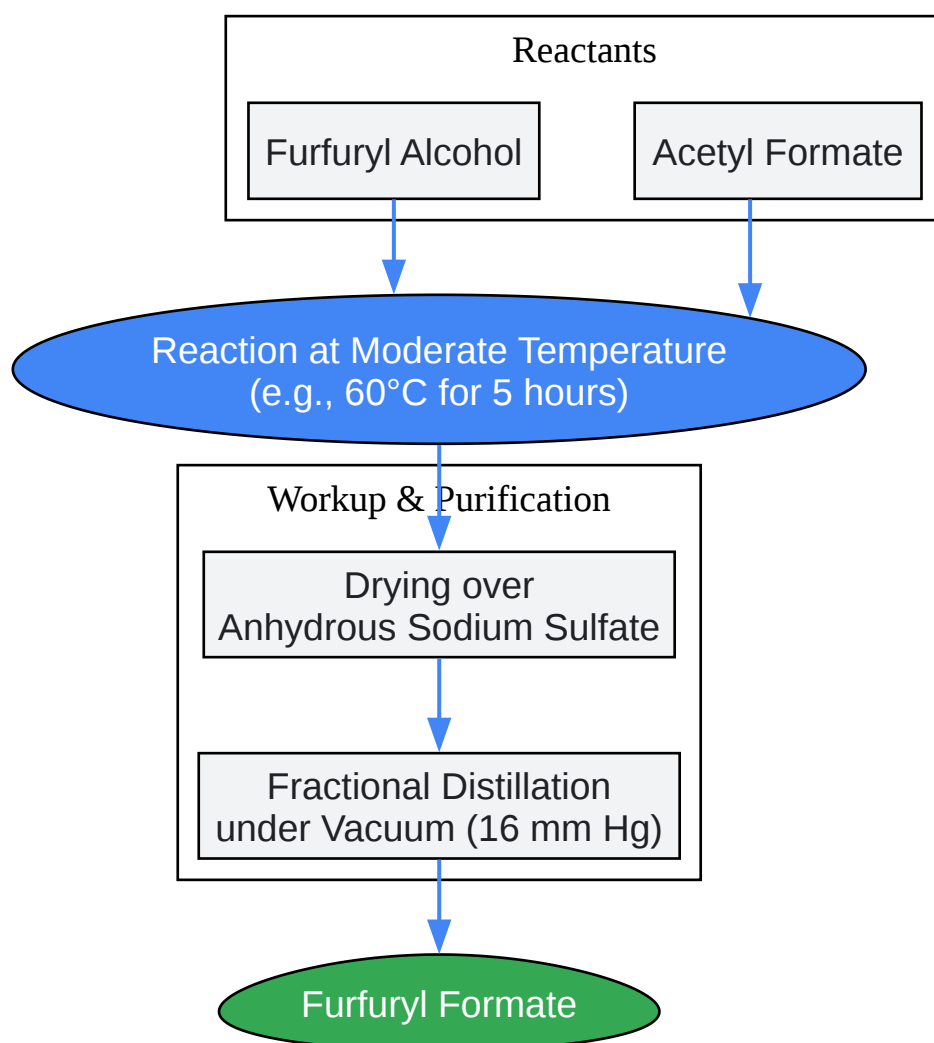 Reactants
Furfuryl Alcohol
Acetyl Formate
Reaction at Moderate Temperature
(e.g., 60°C for 5 hours)
Workup & Purification
Drying over
Anhydrous Sodium Sulfate
Fractional Distillation
under Vacuum (16 mm Hg)
Furfuryl Formate